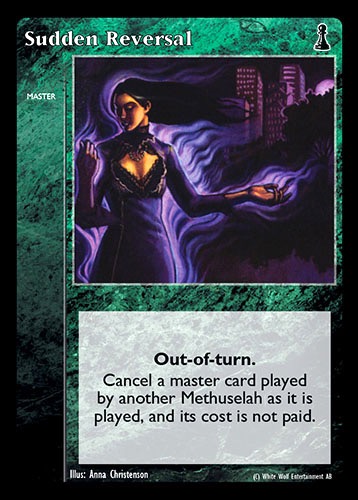 Sudden Reversal
MASTER
Out-of-turn.
Cancel a master card played
by another Methuselah as it is
played, and its cost is not paid.
Illus: Anna Christenson
(C) White Wolf Entertainment AB